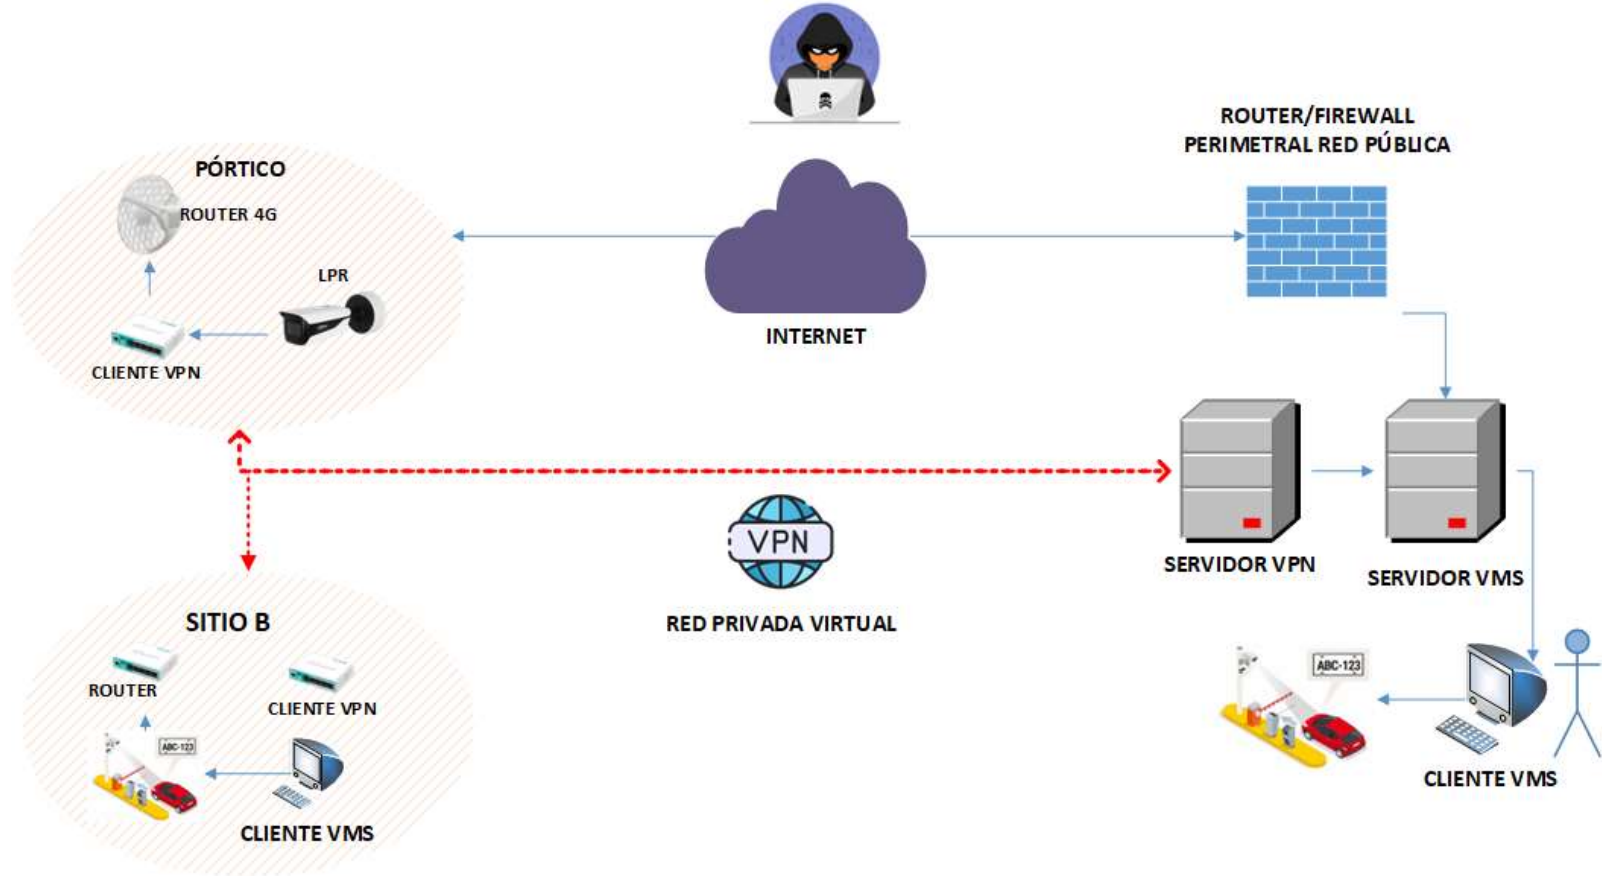 ROUTER/FIREWALL
PERIMETRAL RED PÚBLICA
PÓRTICO
ROUTER 4G
LPR
CLIENTE VPN
INTERNET
VPN
RED PRIVADA VIRTUAL
SERVIDOR VPN
SERVIDOR VMS
SITIO B
ROUTER
CLIENTE VPN
ABC-123
CLIENTE VMS
ABC-123
CLIENTE VMS